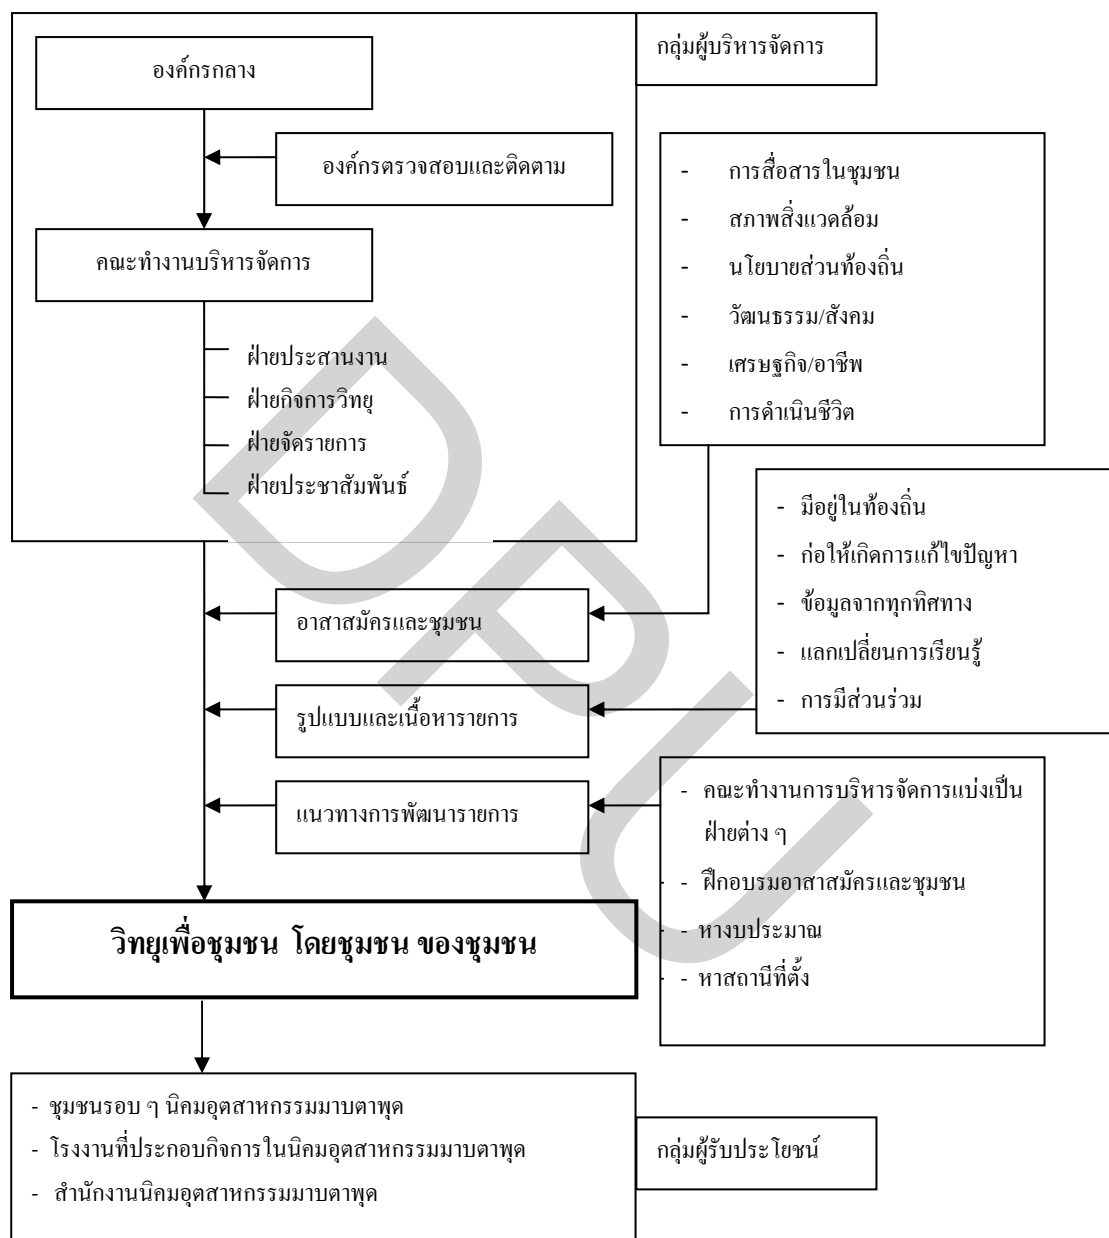 กลุ่มผู้บริหารจัดการ
องค์กรกลาง
องค์กรตรวจสอบและติดตาม
คณะทำงานบริหารจัดการ
ฝ่ายประสานงาน
ฝ่ายกิจการวิทยุ
ฝ่ายจัดรายการ
ฝ่ายประชาสัมพันธ์
- การสื่อสารในชุมชน
- สภาพสิ่งแวดล้อม
- นโยบายส่วนท้องถิ่น
- วัฒนธรรม/สังคม
- เศรษฐกิจ/อาชีพ
- การดำเนินชีวิต
อาสาสมัครและชุมชน
- มีอยู่ในท้องถิ่น
- ก่อให้เกิดการแก้ไขปัญหา
- ข้อมูลจากทุกทิศทาง
- แลกเปลี่ยนการเรียนรู้
- การมีส่วนร่วม
รูปแบบและเนื้อหารายการ
แนวทางการพัฒนารายการ
- คณะทำงานการบริหารจัดการแบ่งเป็น
ฝ่ายต่าง ๆ
- ฝึกอบรมอาสาสมัครและชุมชน
- หางบประมาณ
- หาสถานีที่ตั้ง
วิทยุเพื่อชุมชน โดยชุมชน ของชุมชน
- ชุมชนรอบ ๆ นิคมอุตสาหกรรมมาบตาพุด
- โรงงานที่ประกอบกิจการในนิคมอุตสาหกรรมมาบตาพุด
- สำนักงานนิคมอุตสาหกรรมมาบตาพุด
กลุ่มผู้รับประโยชน์
DPU